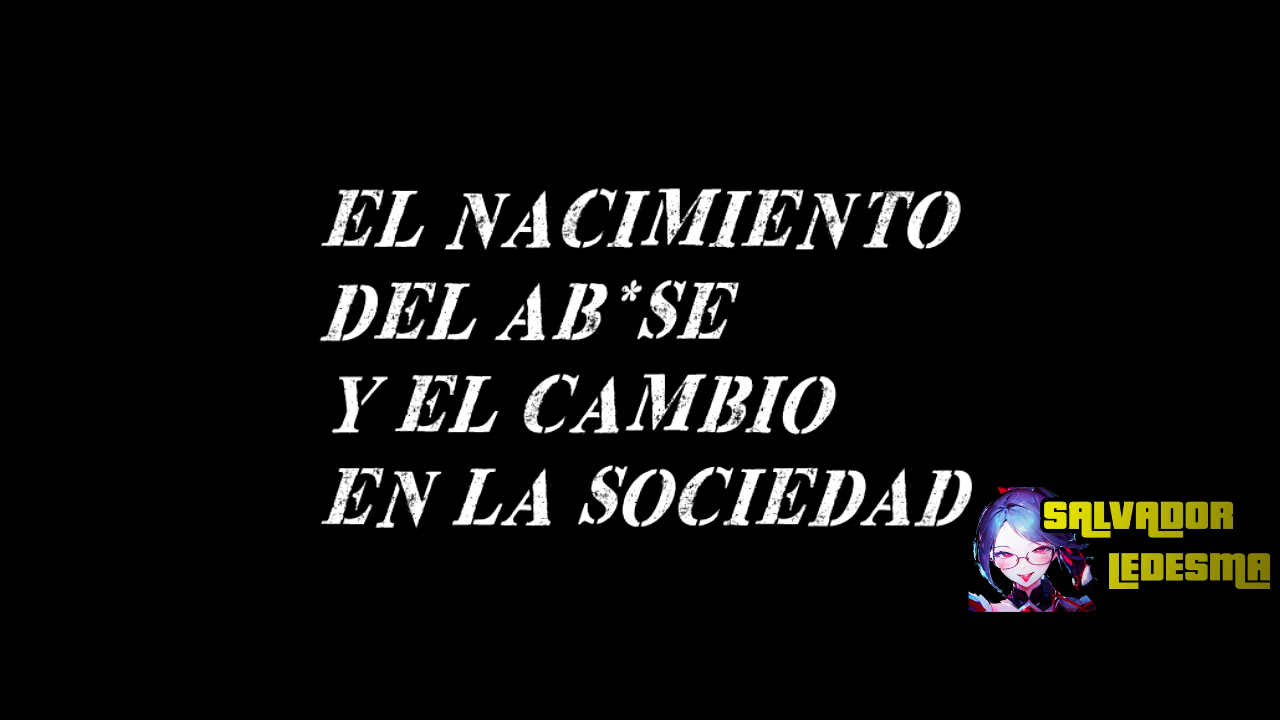 EL NACIMIENTO
DEL AB*SE
Y EL CAMBIO
EN LA SOCIEDAD
SALVADOR
LEDESMA